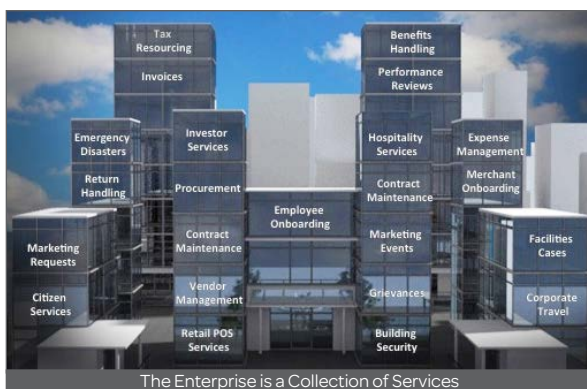 Tax
Resourcing
Invoices
Benefits
Handling
Performance
Reviews
Emergency
Disasters
Return
Handling
Investor
Services
Procurement
Contract
Maintenance
Vendor
Management
Retail POS
Services
Employee
Onboarding
Hospitality
Services
Contract
Maintenance
Marketing
Events
Grievances
Building
Security
Expense
Management
Merchant
Onboarding
Marketing
Requests
Citizen
Services
Facilities
Cases
Corporate
Travel
The Enterprise is a Collection of Services